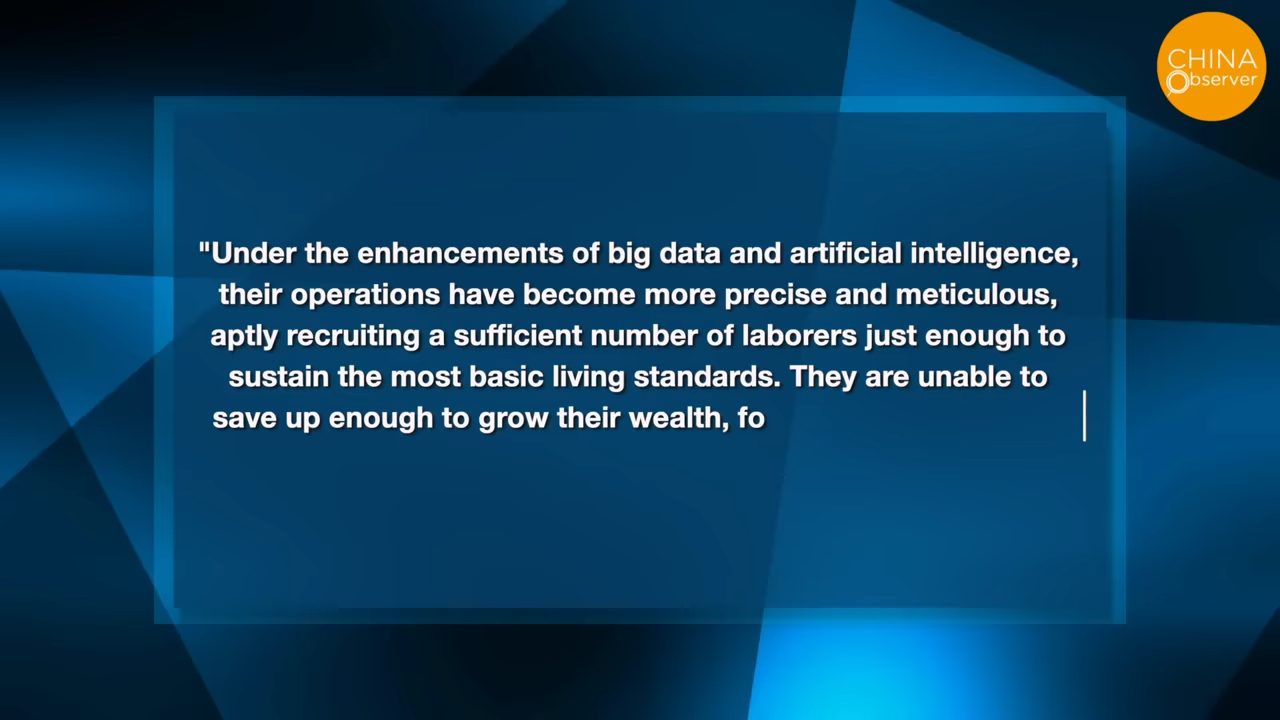 CHINA
Observer
"Under the enhancements of big data and artificial intelligence,
their operations have become more precise and meticulous,
aptly recruiting a sufficient number of laborers just enough to
sustain the most basic living standards. They are unable to
save up enough to grow their wealth, fo